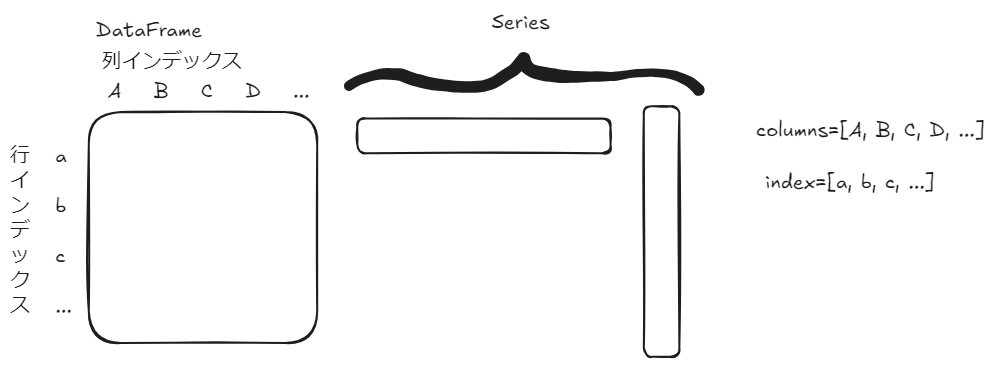 DataFrame
列インデックス
A B C D ...
行インデックス
a
b
c
...
Series
columns=[A, B, C, D, ...]
index=[a, b, c, ...]